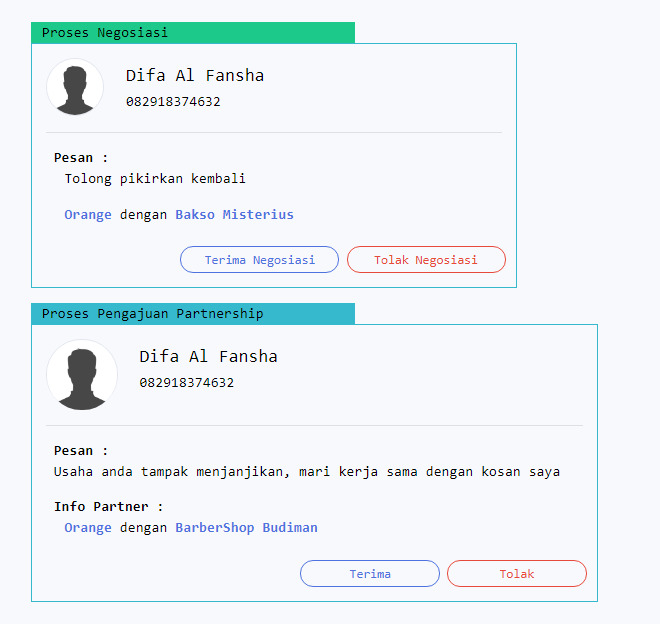 Proses Negosiasi
Difa Al Fansha
082918374632
Pesan :
Tolong pikirkan kembali
Orange dengan Bakso Misterius
Terima Negosiasi
Tolak Negosiasi
Proses Pengajuan Partnership
Difa Al Fansha
082918374632
Pesan :
Usaha anda tampak menjanjikan, mari kerja sama dengan kosan saya
Info Partner :
Orange dengan BarberShop Budiman
Terima
Tolak